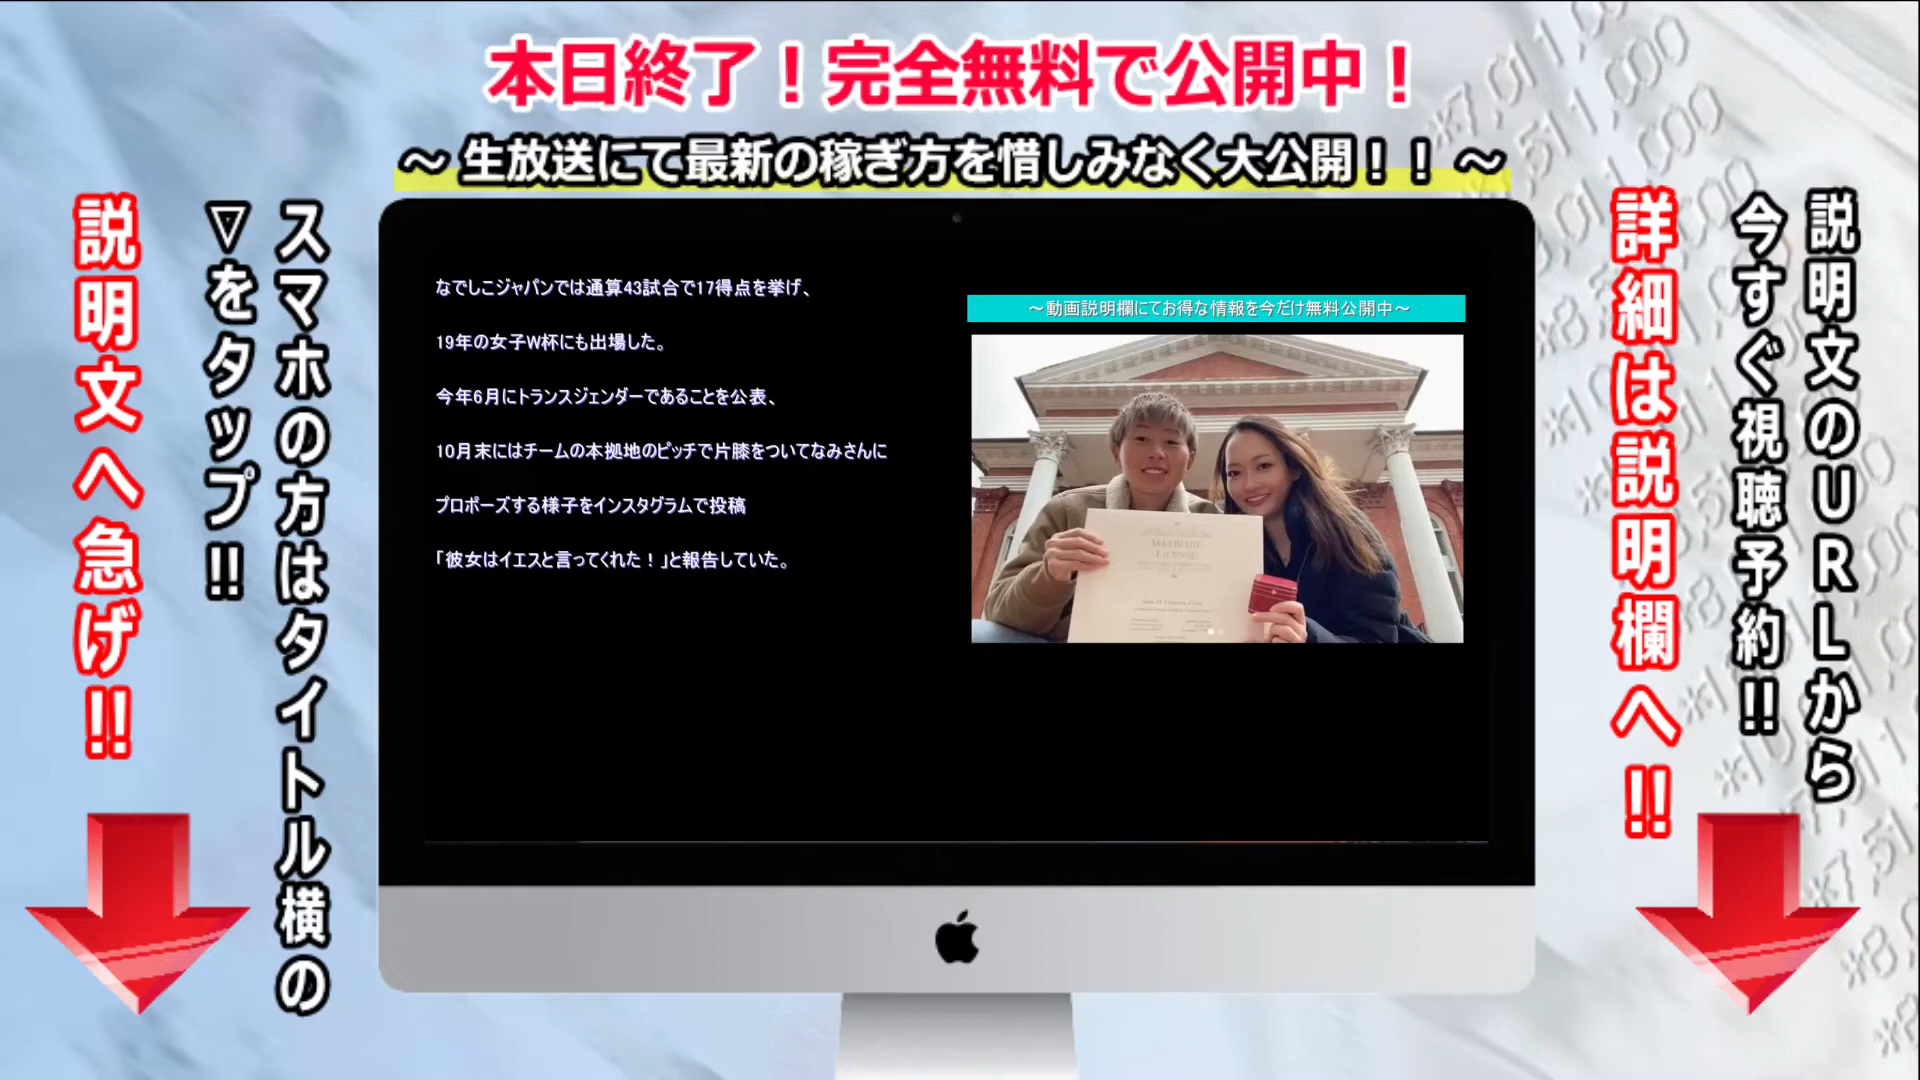 本日終了！完全無料で公開中！
～ 生放送にて最新の稼ぎ方を惜しみなく大公開！！ ～
説明文へ急げ!!
スマホの方はタイトル横の
▽をタップ!!
なでしこジャパンでは通算43試合で17得点を挙げ、
19年の女子W杯にも出場した。
今年6月にトランスジェンダーであることを公表、
10月末にはチームの本拠地のピッチで片膝をついてなみさんに
プロポーズする様子をインスタグラムで投稿
「彼女はイエスと言ってくれた！」と報告していた。
～動画説明欄にてお得な情報を今だけ無料公開中～
MARRIAGE
LICENSE
説明文のURLから
今すぐ視聴予約!!
詳細は説明欄へ!!